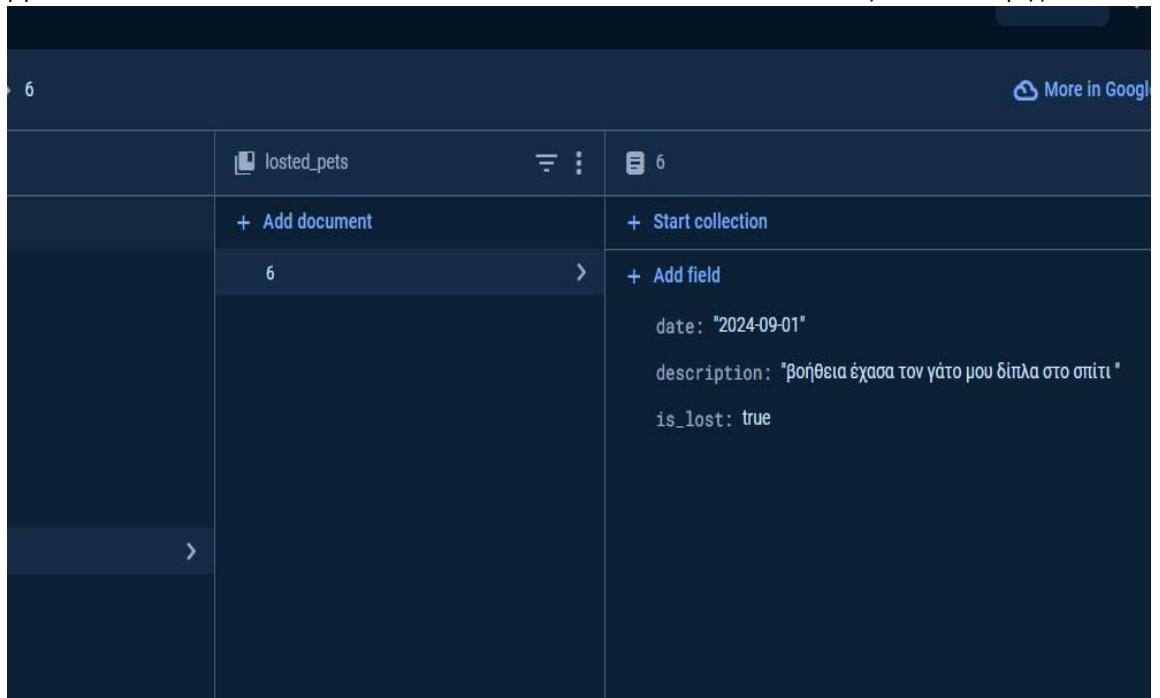 6
More in Googl
losted_pets
6
+ Add document
+ Start collection
6
+ Add field
date: "2024-09-01"
description: "βοήθεια έχασα τον γάτο μου δίπλα στο σπίτι "
is_lost: true